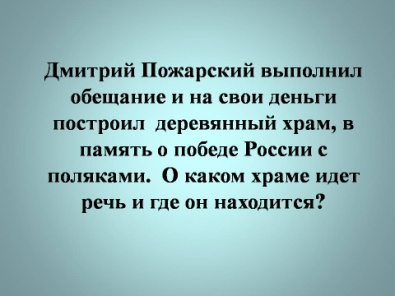 Дмитрий Пожарский выполнил
обещание и на свои деньги
построил деревянный храм, в
память о победе России с
поляками. О каком храме идет
речь и где он находится?